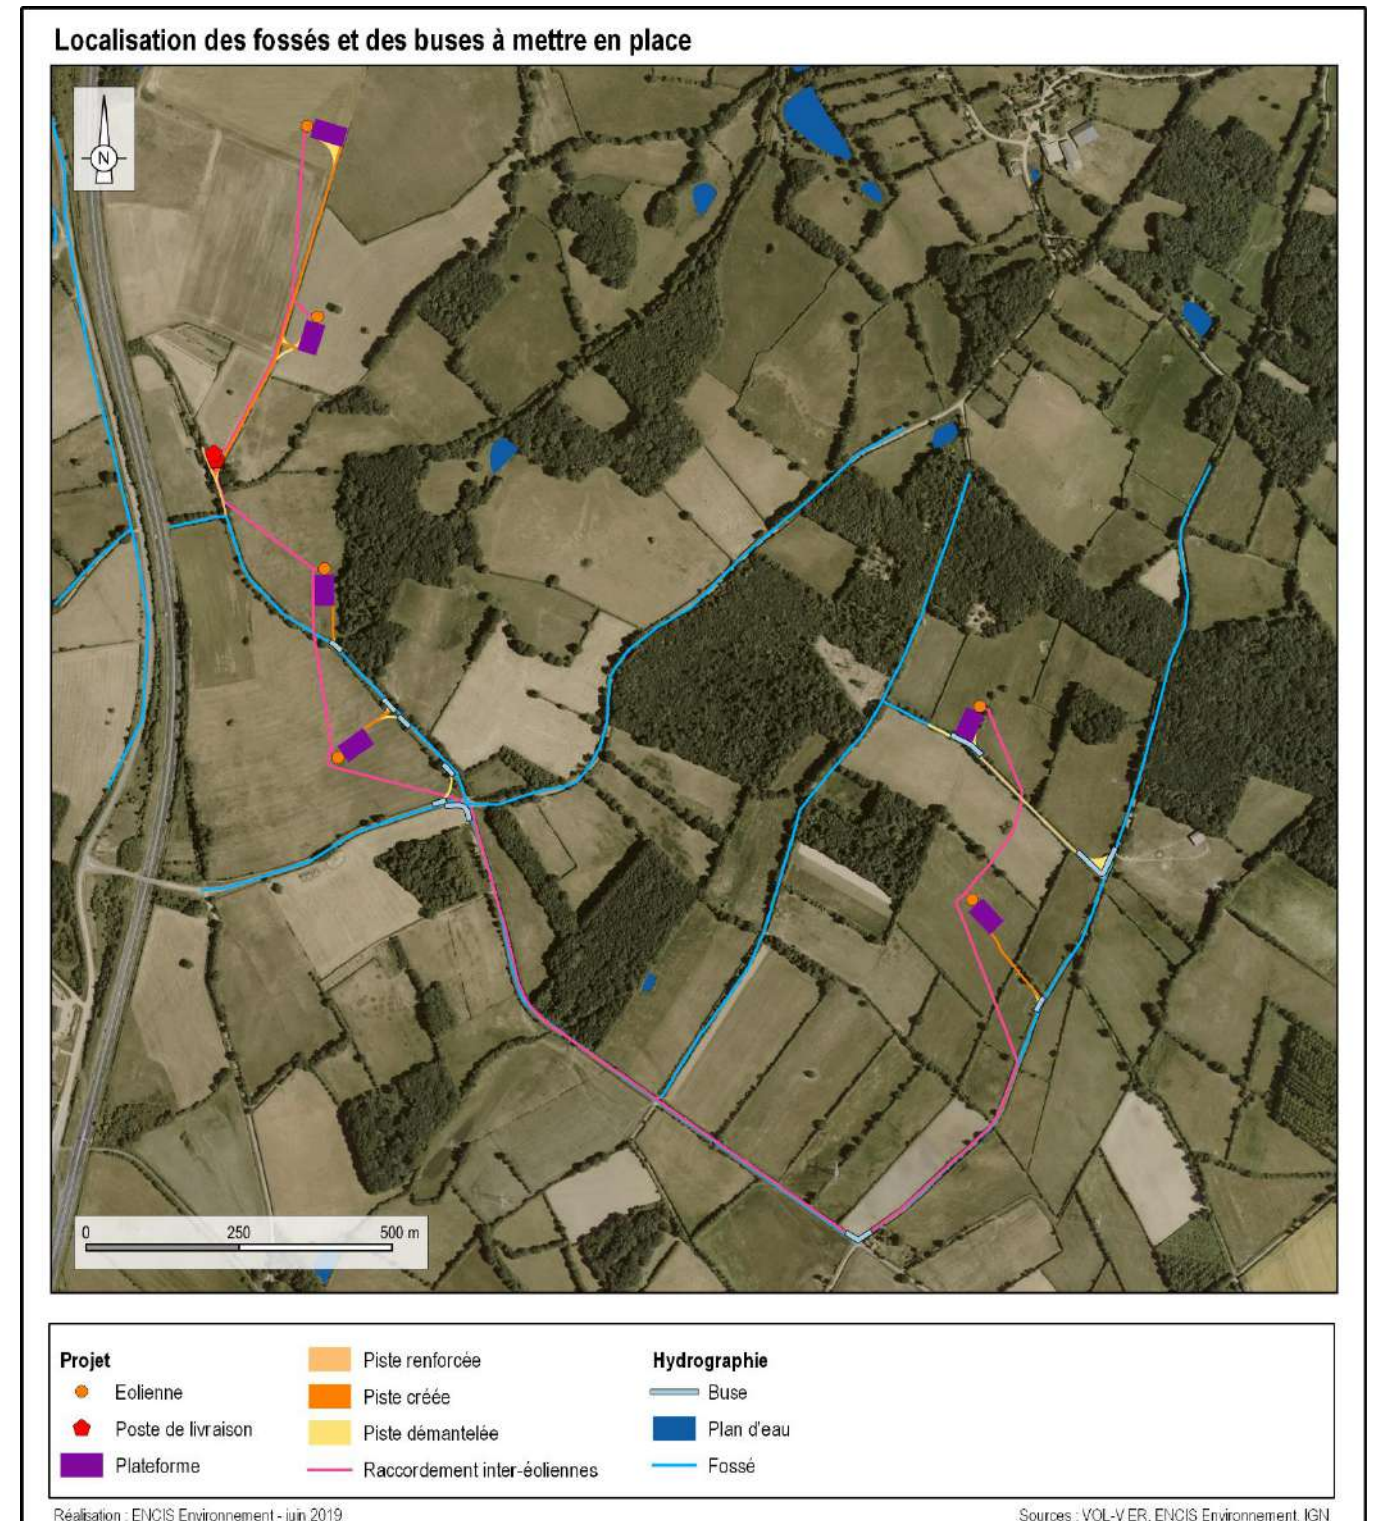 Localisation des fossés et des buses à mettre en place
N
0 250 500 m
Projet
Eolienne
Poste de livraison
Plateforme
Piste renforcée
Piste créée
Piste démantelée
Raccordement inter-éoliennes
Hydrographie
Buse
Plan d'eau
Fossé
Réalisation : ENCIS Environnement - juin 2019
Sources : VOL-V ER, ENCIS Environnement, IGN